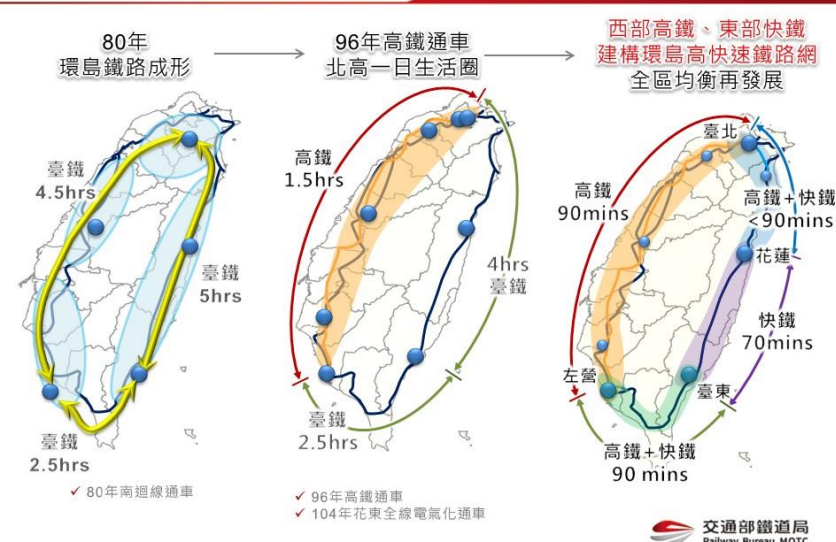 80年
環島鐵路成形
96年高鐵通車
北高一日生活圈
西部高鐵、東部快鐵
建構環島高快速鐵路網
全區均衡再發展
臺鐵
4.5hrs
臺鐵
5hrs
臺鐵
2.5hrs
✓ 80年南迴線通車
高鐵
1.5hrs
4hrs
臺鐵
臺鐵
2.5hrs
✓ 96年高鐵通車
✓ 104年花東全線電氣化通車
臺北
高鐵
90mins
高鐵+快鐵
<90mins
花蓮
快鐵
70mins
左營
臺東
高鐵+快鐵
90 mins
交通部鐵道局
Railway Bureau, MOTC